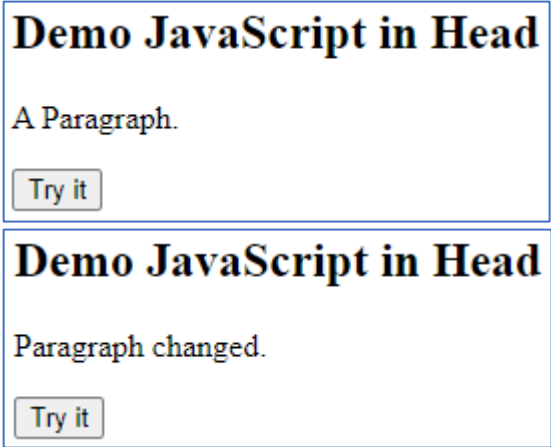 Demo JavaScript in Head
A Paragraph.
Try it
Demo JavaScript in Head
Paragraph changed.
Try it